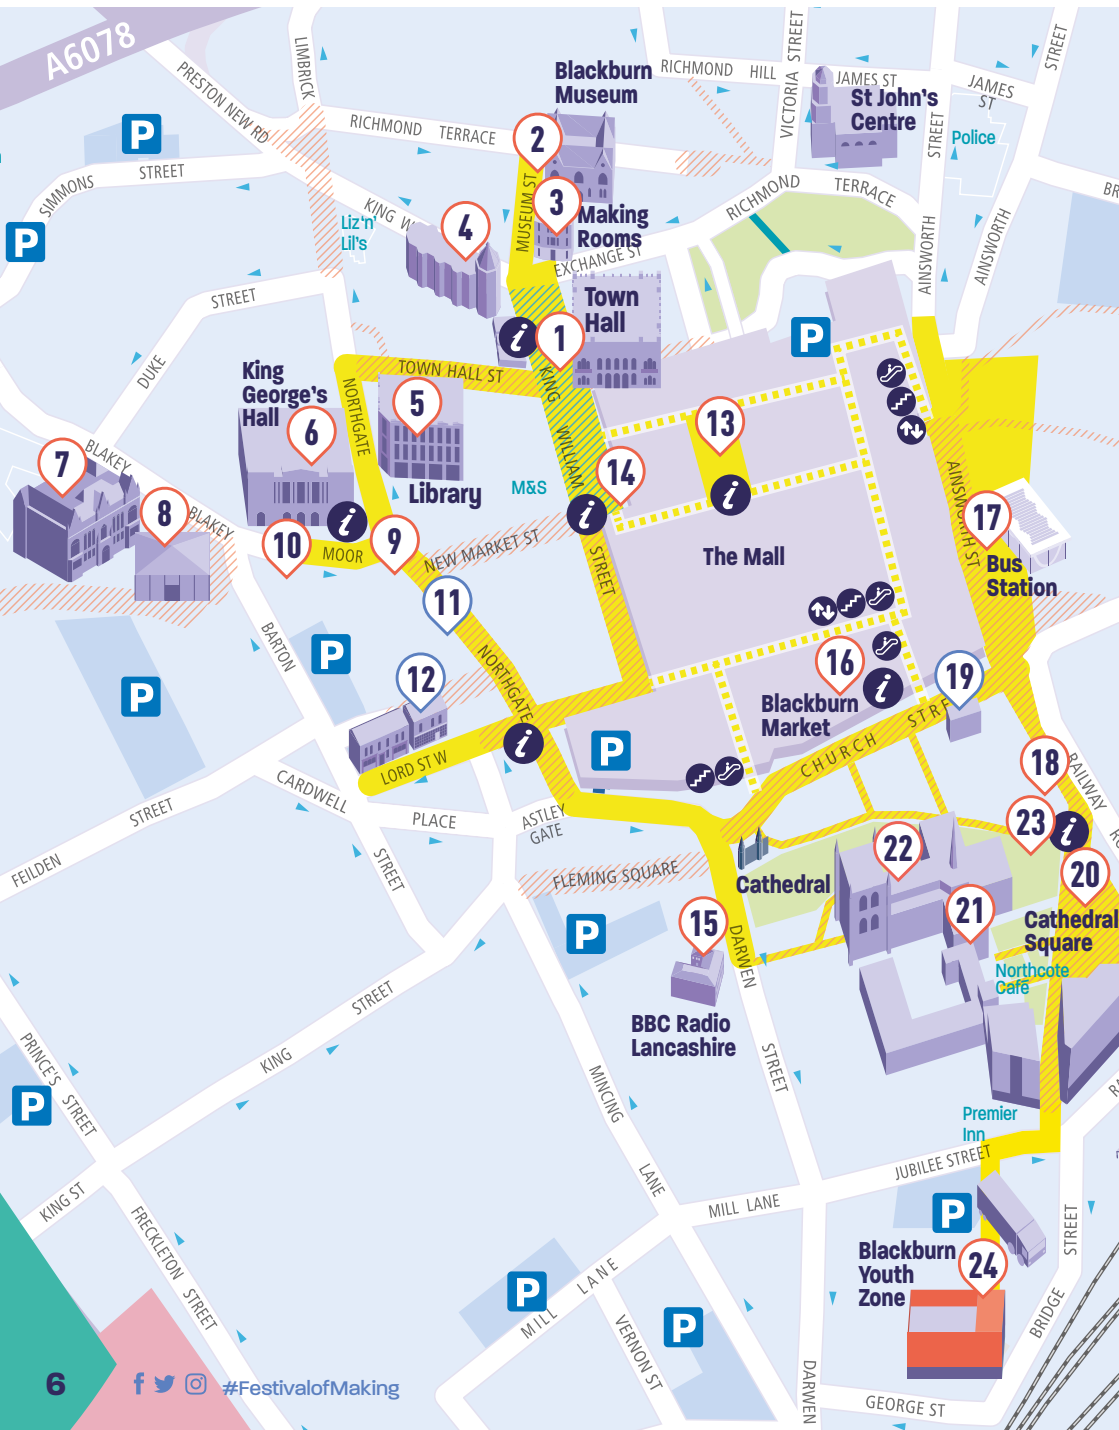 A6078
PRESTON NEW RD
LIMBRICK
RICHMOND TERRACE
Blackburn
Museum
RICHMOND HILL
VICTORIA STREET
JAMES ST
St John's
Centre
STREET
JAMES
ST
STREET
Police
P
2
SIMMONS
STREET
KING W
Liz'n'
Lil's
4
MUSEUM ST
3
Making
Rooms
EXCHANGE ST
RICHMOND
TERRACE
AINSWORTH
AINSWORTH
BR
P
STREET
DUKE
Town
Hall
1
i
P
King
George's
Hall
6
NORTHGATE
TOWN HALL ST
5
Library
KING
WILLIAM
STREET
M&S
14
i
13
i
The Mall
7
BLAKEY
8
BLAKEY
10
MOOR
i
9
NEW MARKET ST
AINSWORTH ST
17
Bus
Station
11
BARTON
P
P
12
NORTHGATE
16
Blackburn
Market
i
19
LORD ST W
i
P
CHURCH
STRE
18
RAILWAY
RO
CARDWELL
PLACE
ASTLEY
GATE
STREET
FEILDEN
STREET
FLEMING SQUARE
Cathedral
22
23
i
20
Cathedral
Square
21
Northcote
Cafe
P
15
DARWEN
STREET
BBC Radio
Lancashire
STREET
KING
PRINCE'S STREET
P
MINCING
LANE
Premier
Inn
RA
JUBILEE STREET
MILL LANE
KING ST
FRECKLETON
STREET
P
Blackburn
Youth
Zone
24
STREET
BRIDGE
MILL
LANE
P
VERNON ST
P
DARWEN
GEORGE ST
6
#FestivalofMaking